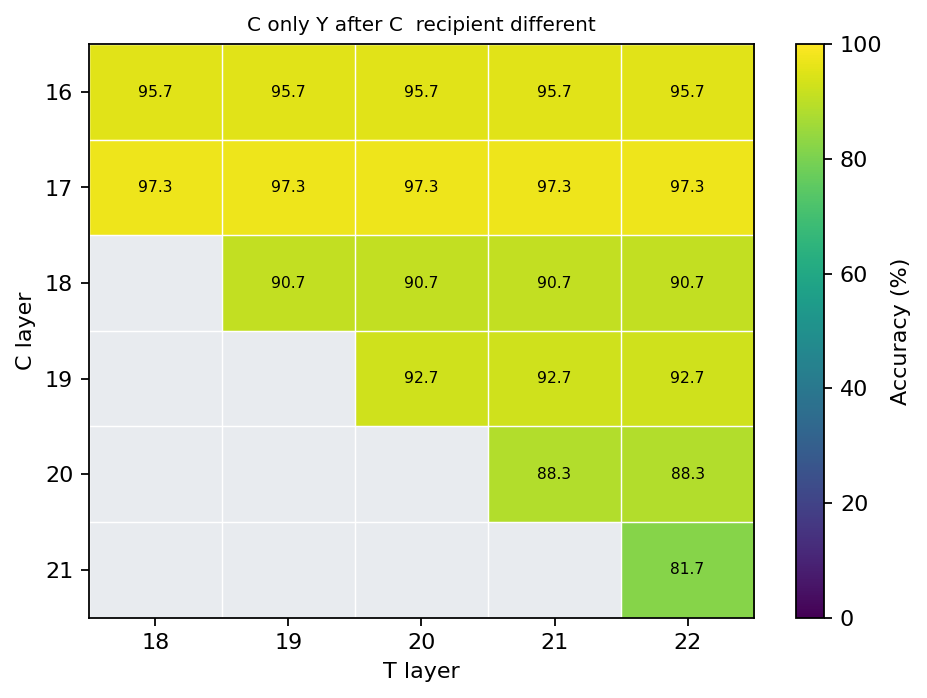 C only Y after C  recipient different
16 95.7 95.7 95.7 95.7 95.7
17 97.3 97.3 97.3 97.3 97.3
18 90.7 90.7 90.7 90.7
19 92.7 92.7 92.7
20 88.3 88.3
21 81.7
18 19 20 21 22
T layer
C layer
100
80
60
40
20
0
Accuracy (%)